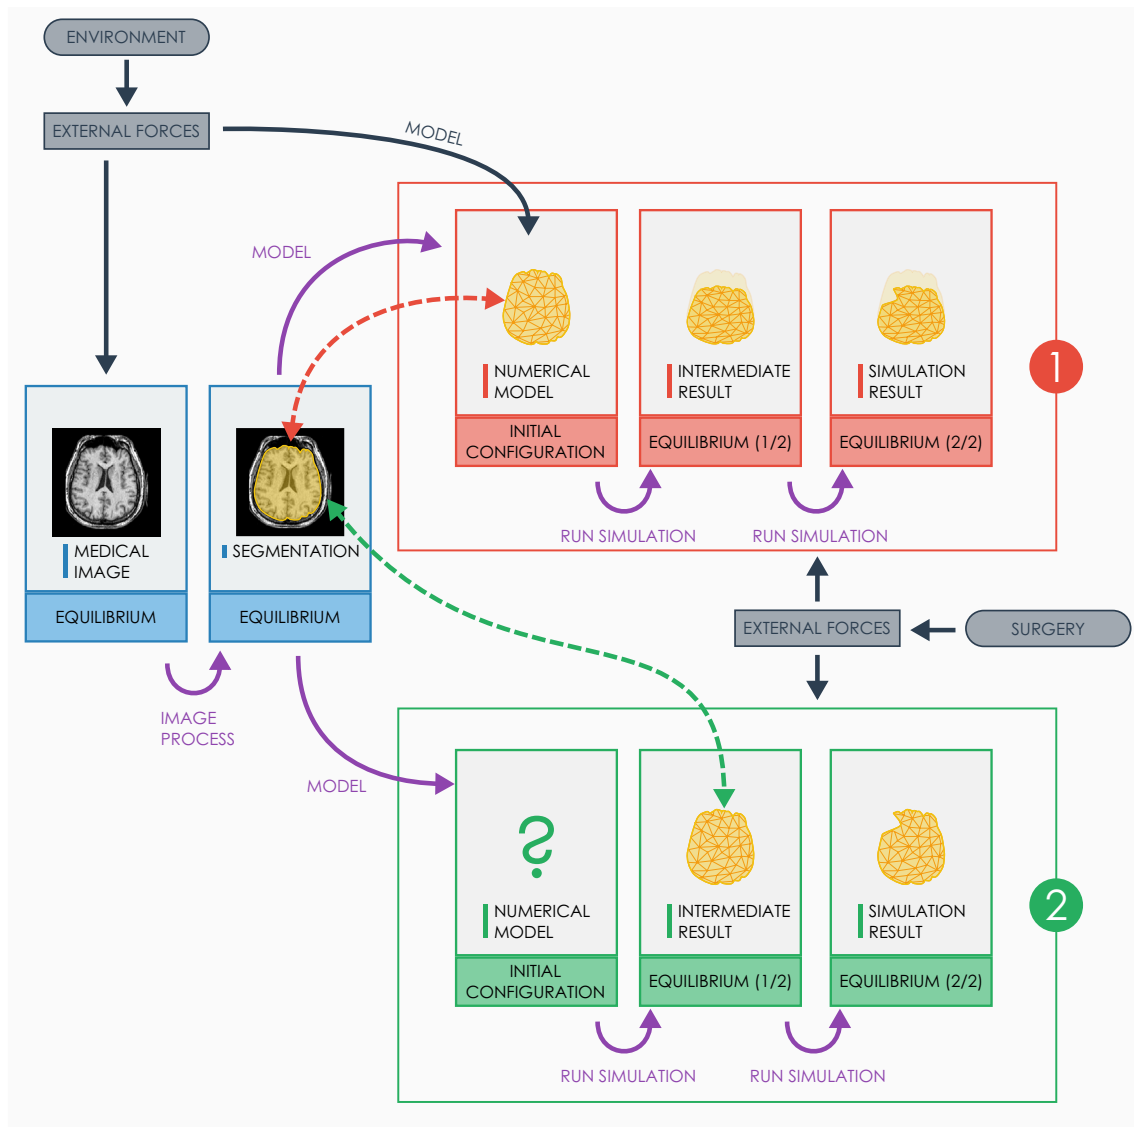 ENVIRONMENT
EXTERNAL FORCES
MODEL
MODEL
NUMERICAL
MODEL
INITIAL
CONFIGURATION
INTERMEDIATE
RESULT
EQUILIBRIUM (1/2)
SIMULATION
RESULT
EQUILIBRIUM (2/2)
1
RUN SIMULATION
RUN SIMULATION
MEDICAL
IMAGE
EQUILIBRIUM
SEGMENTATION
EQUILIBRIUM
IMAGE
PROCESS
EXTERNAL FORCES
SURGERY
MODEL
?
NUMERICAL
MODEL
INITIAL
CONFIGURATION
INTERMEDIATE
RESULT
EQUILIBRIUM (1/2)
SIMULATION
RESULT
EQUILIBRIUM (2/2)
2
RUN SIMULATION
RUN SIMULATION